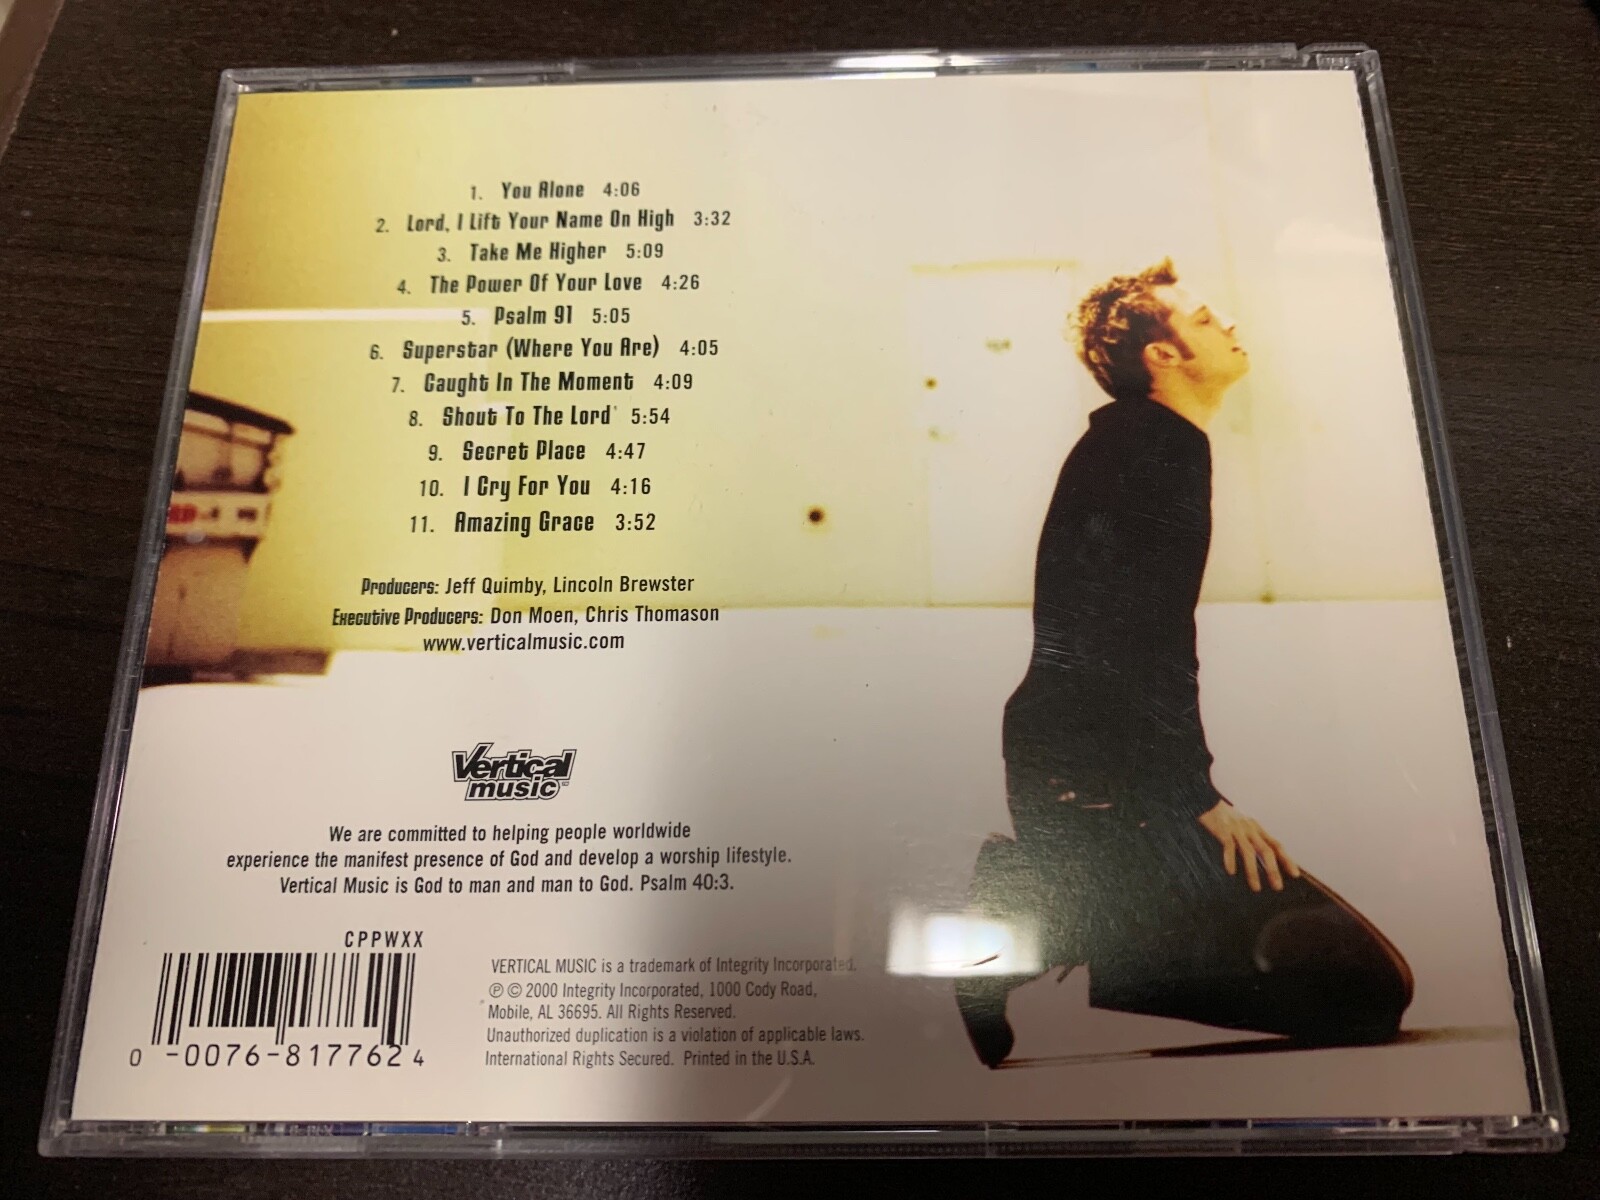 1. You Alone 4:06
2. Lord, I Lift Your Name On High 3:32
3. Take Me Higher 5:09
4. The Power Of Your Love 4:26
5. Psalm 91 5:05
6. Superstar (Where You Are) 4:05
7. Caught In The Moment 4:09
8. Shout To The Lord 5:54
9. Secret Place 4:47
10. I Cry For You 4:16
11. Amazing Grace 3:52
Producers: Jeff Quimby, Lincoln Brewster
Executive Producers: Don Moen, Chris Thomason
www.verticalmusic.com
Vertical
music
We are committed to helping people worldwide
experience the manifest presence of God and develop a worship lifestyle.
Vertical Music is God to man and man to God. Psalm 40:3.
CPPWXX
0 -0076-817762 4
VERTICAL MUSIC is a trademark of Integrity Incorporated.
℗ © 2000 Integrity Incorporated, 1000 Cody Road,
Mobile, AL 36695. All Rights Reserved.
Unauthorized duplication is a violation of applicable laws.
International Rights Secured. Printed in the U.S.A.